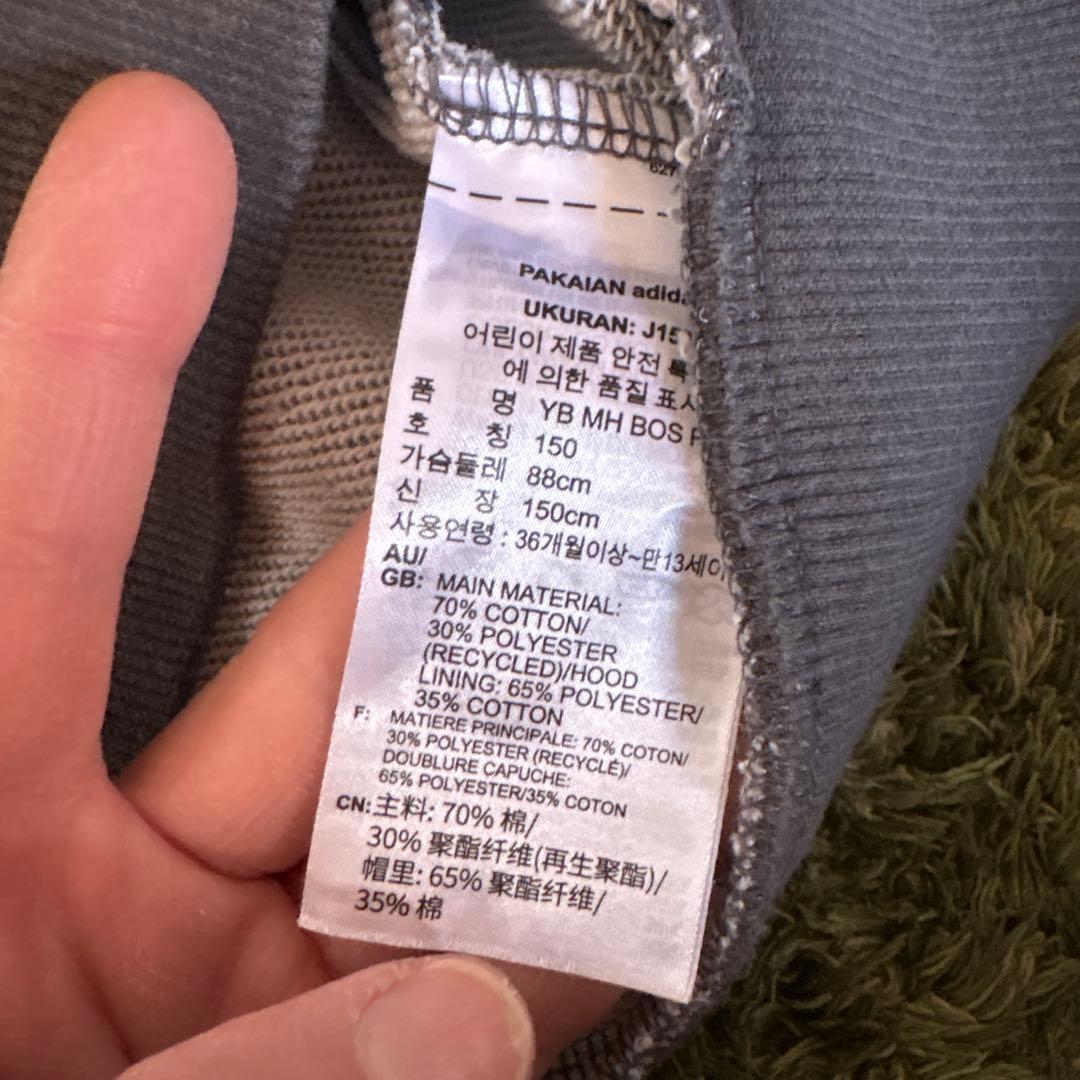 627
PAKAIAN
UKURAN:
어린이 제품 안전
에 의한 품질
품 명 YB MH BOS
호 칭 150
가슴둘레 88cm
신 장 150cm
사용연령 : 36개월이상~만13세
AU/
GB: MAIN MATERIAL:
70% COTTON/
30% POLYESTER
(RECYCLED)/HOOD
LINING: 65% POLYESTER/
35% COTTON
F: MATIERE PRINCIPALE: 70% COTON/
30% POLYESTER (RECYCLÉ)/
DOUBLURE CAPUCHE:
65% POLYESTER/35% COTON
CN:主料: 70% 棉/
30% 聚酯纤维(再生聚酯)/
帽里: 65% 聚酯纤维/
35% 棉